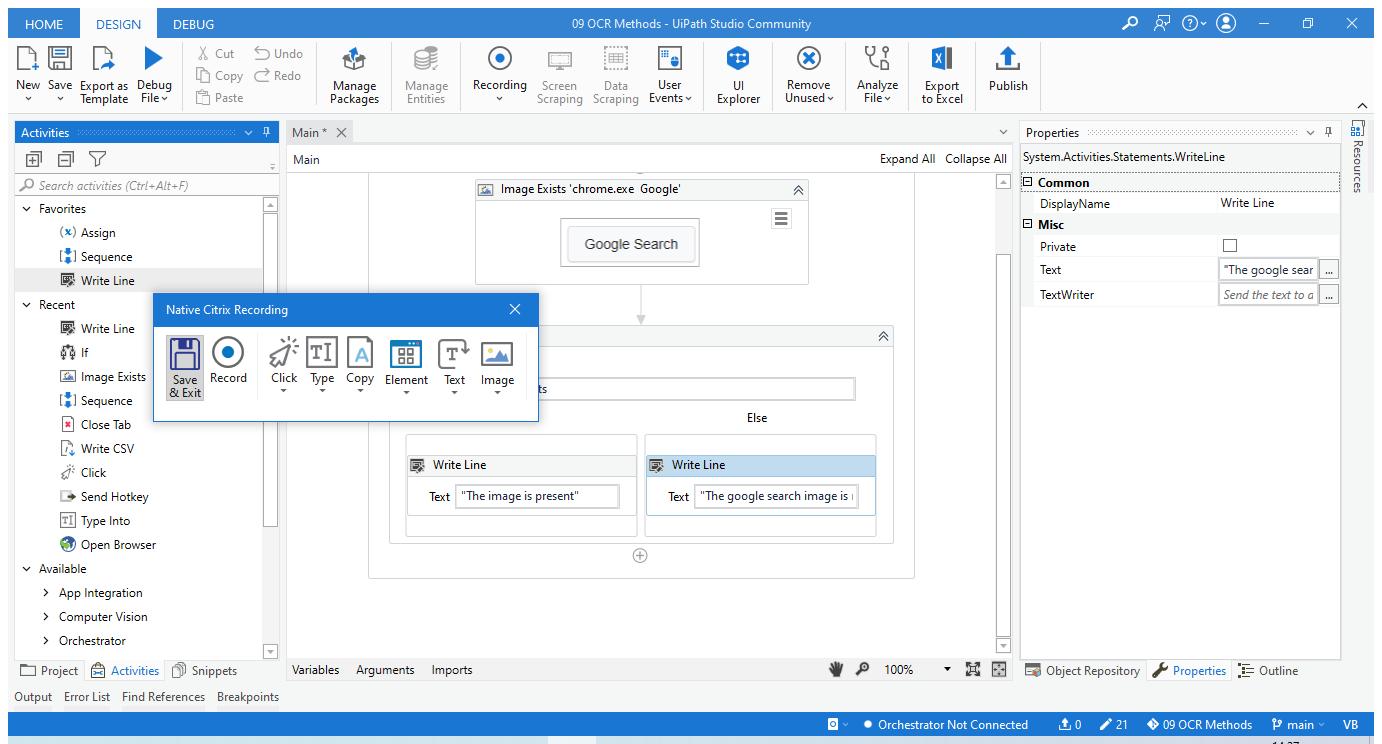 HOME DESIGN DEBUG 09 OCR Methods - UiPath Studio Community
New Save Export as Template Debug File Cut Copy Paste Undo Redo Manage Packages Manage Entities Recording Screen Scraping Data Scraping User Events UI Explorer Remove Unused Analyze File Export to Excel Publish
Activities
Search activities (Ctrl+Alt+F)
Favorites
Assign
Sequence
Write Line
Recent
Write Line
If
Image Exists
Sequence
Close Tab
Write CSV
Click
Send Hotkey
Type Into
Open Browser
Available
App Integration
Computer Vision
Orchestrator
Project Activities Snippets
Native Citrix Recording
Save & Exit Record Click Type Copy Element Text Image
Main *
Main Expand All Collapse All
Image Exists 'chrome.exe Google'
Google Search
ts
Else
Write Line
Text "The image is present"
Write Line
Text "The google search image is
Variables Arguments Imports 100%
Properties
System.Activities.Statements.WriteLine
Common
DisplayName Write Line
Misc
Private
Text "The google sear ...
TextWriter Send the text to a ...
Resources
Object Repository Properties Outline
Output Error List Find References Breakpoints
Orchestrator Not Connected 0 21 09 OCR Methods main VB